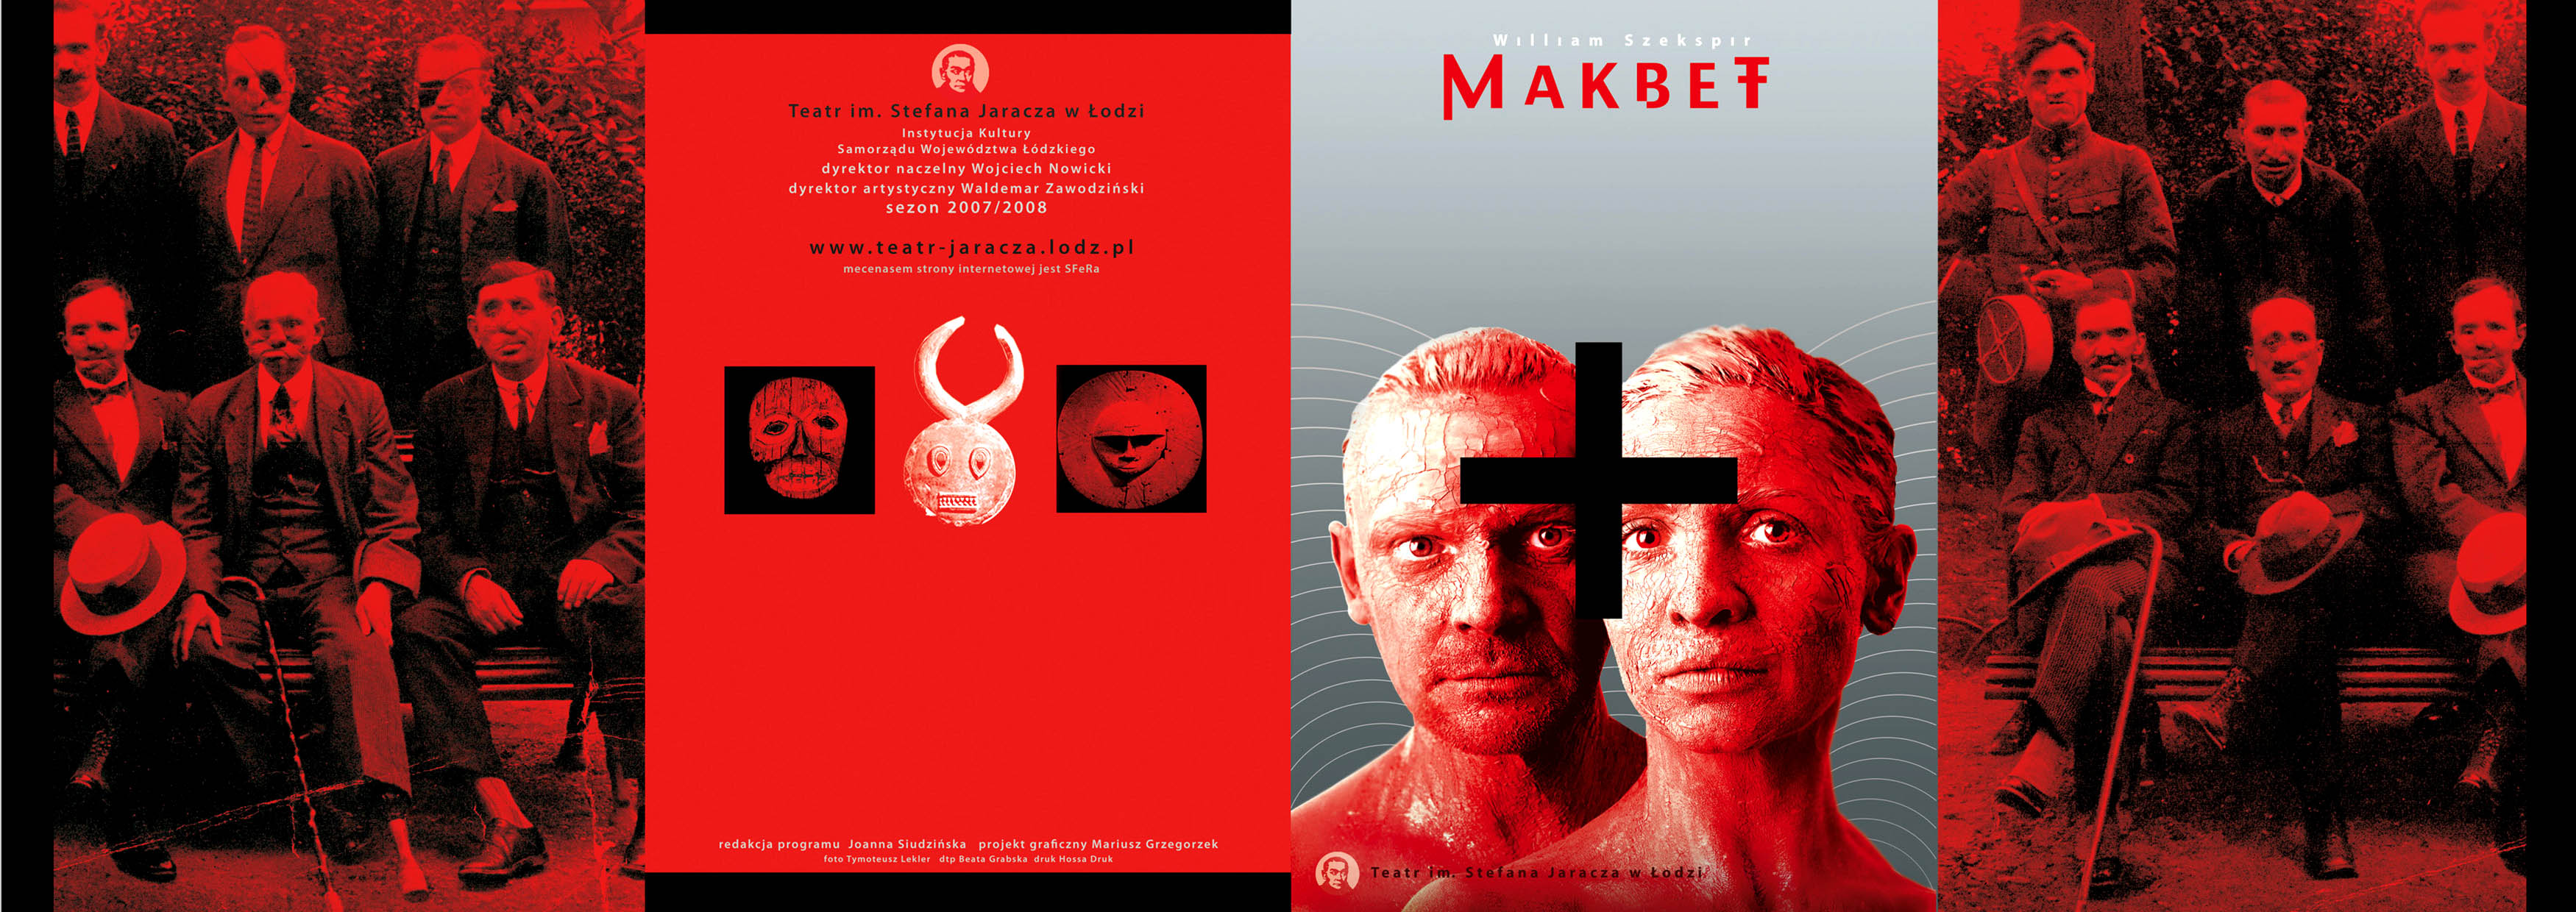 Teatr im. Stefana Jaracza w Łodzi
Instytucja Kultury
Samorządu Województwa Łódzkiego
dyrektor naczelny Wojciech Nowicki
dyrektor artystyczny Waldemar Zawodziński
sezon 2007/2008
www.teatr-jaracza.lodz.pl
mecenasem strony internetowej jest SFeRa
redakcja programu Joanna Siudzińska projekt graficzny Mariusz Grzegorzek
foto Tymoteusz Lekler dtp Beata Grabska druk Hossa Druk
William Szekspir
MAKBET
Teatr im. Stefana Jaracza w Łodzi